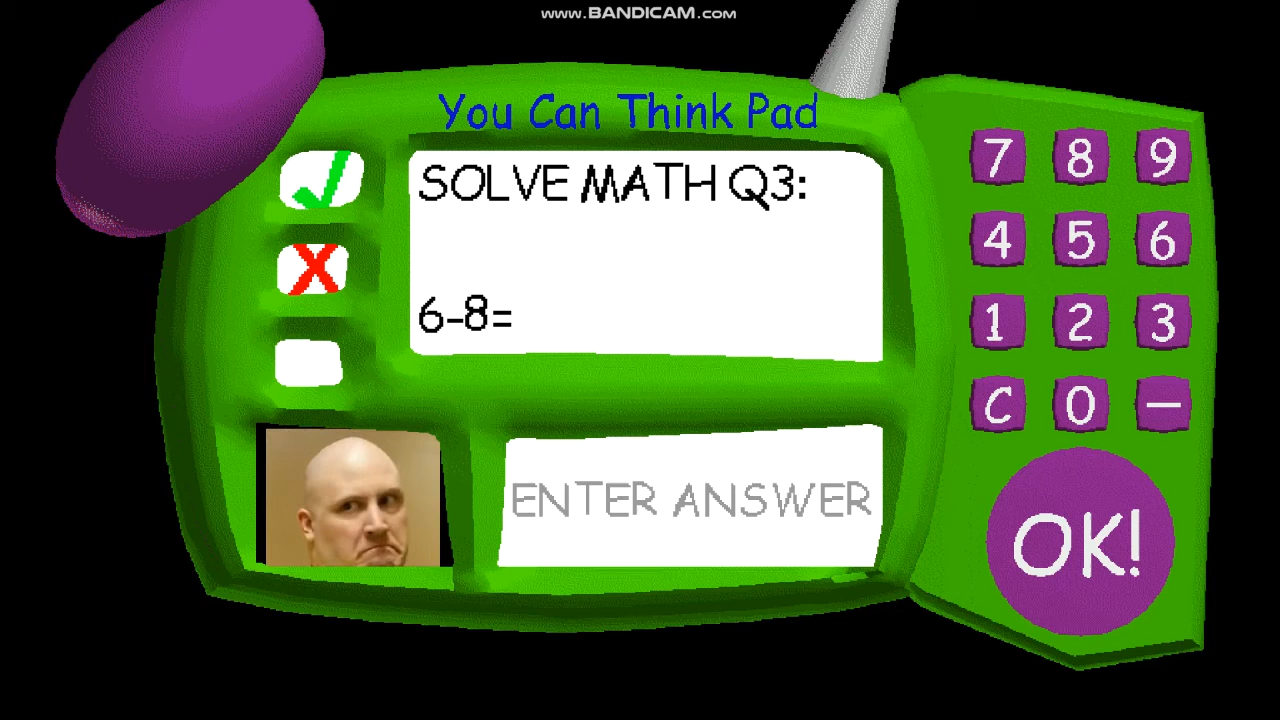 www.BANDICAM.com
You Can Think Pad
SOLVE MATH Q3:
6-8=
ENTER ANSWER
7 8 9
4 5 6
1 2 3
C 0 —
OK!